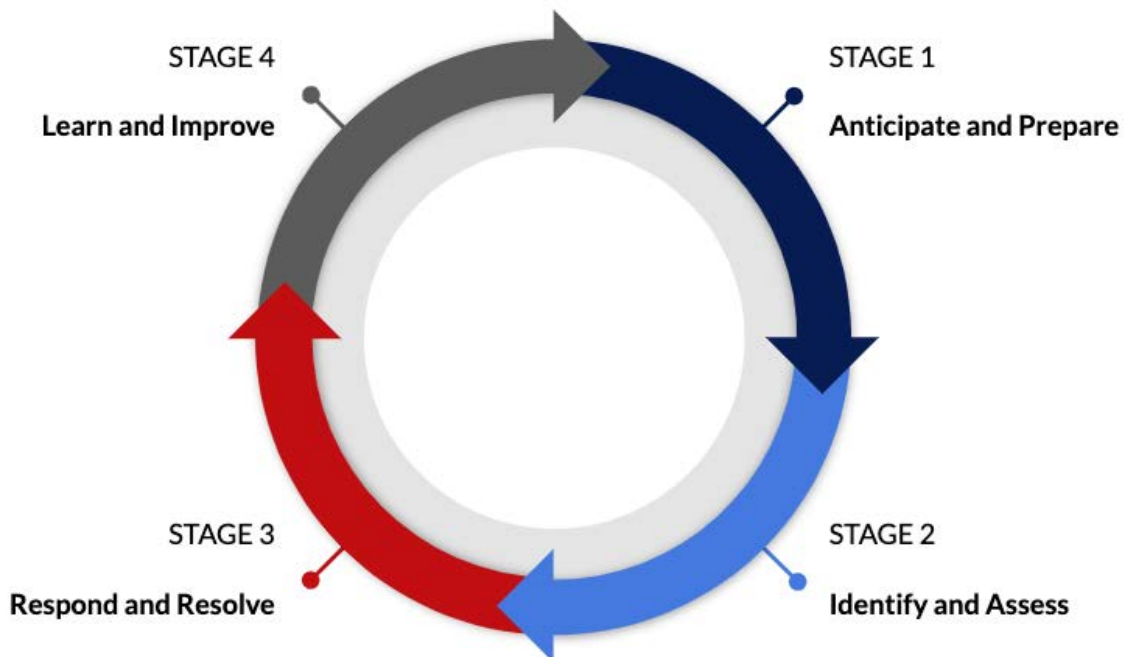 STAGE 4
Learn and Improve
STAGE 1
Anticipate and Prepare
STAGE 3
Respond and Resolve
STAGE 2
Identify and Assess